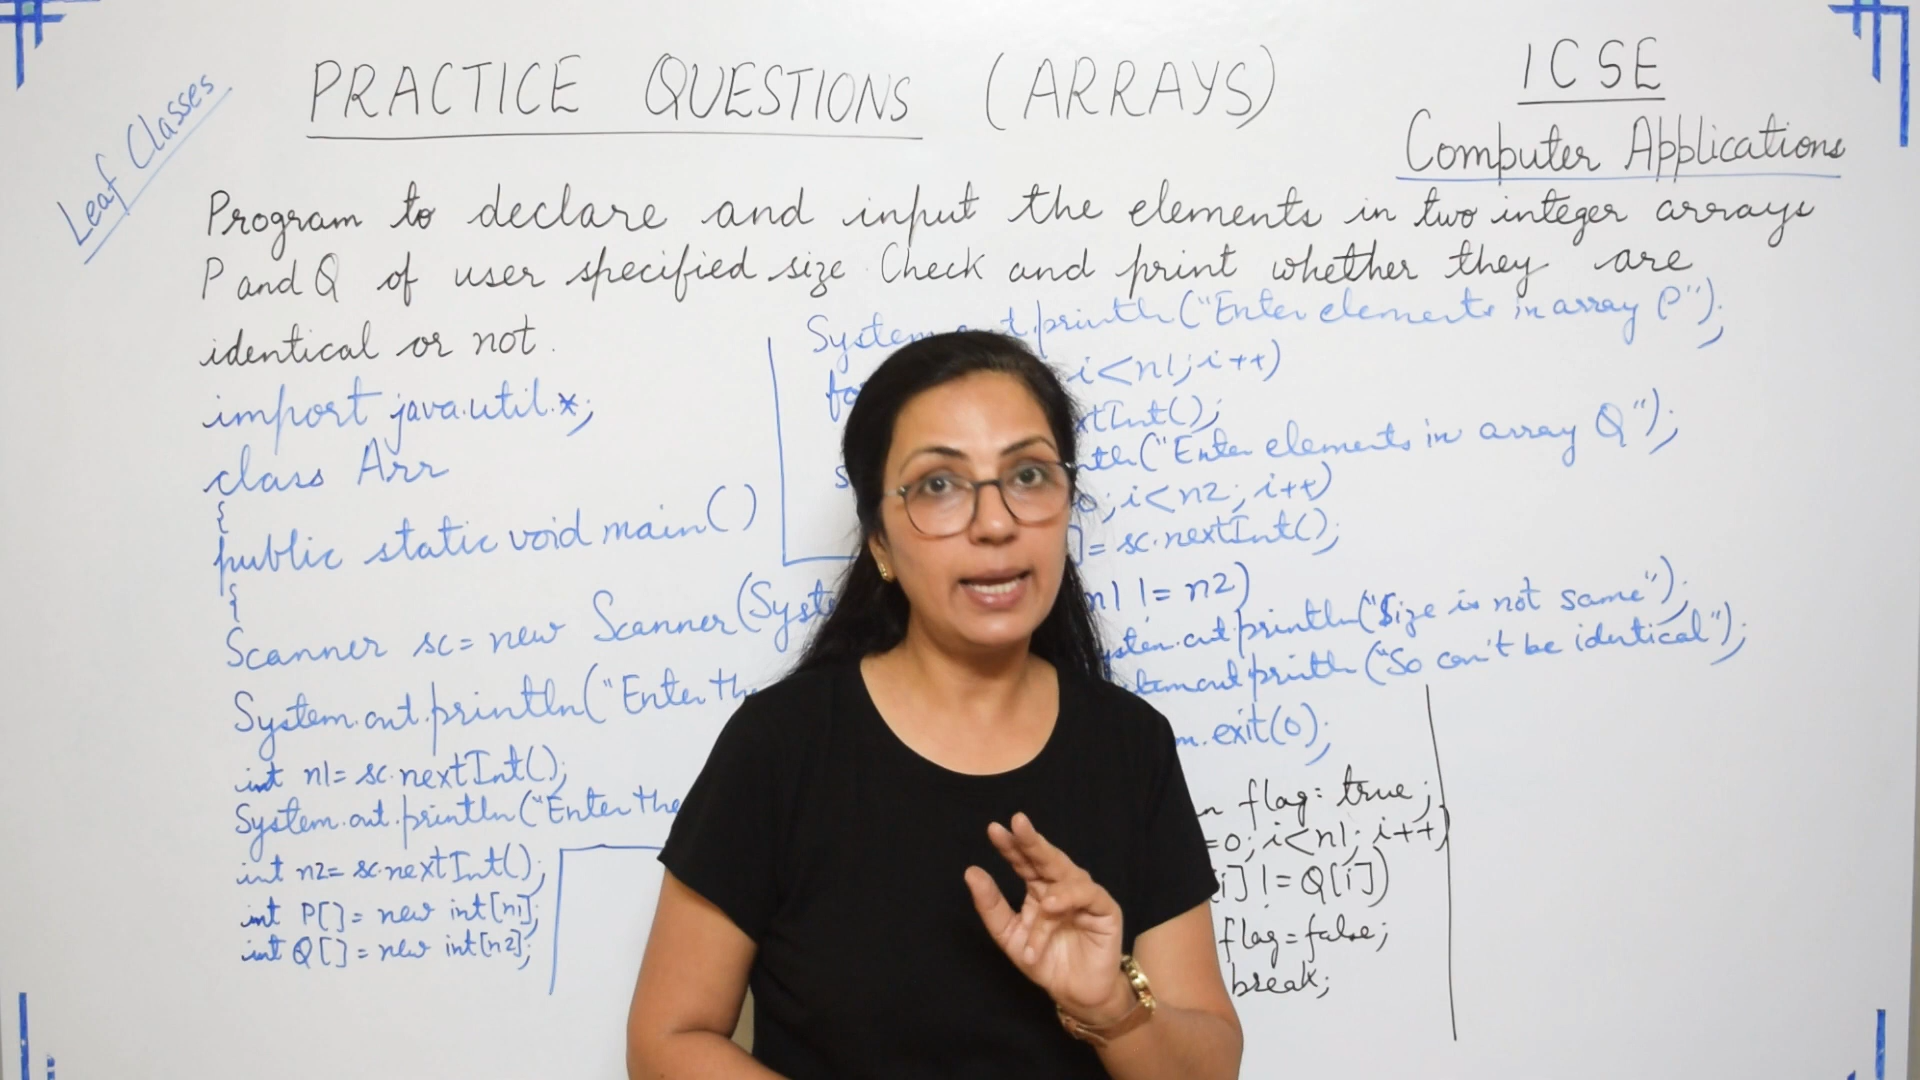 Leaf Classes
PRACTICE QUESTIONS (ARRAYS)
ICSE
Computer Applications
Program to declare and input the elements in two integer arrays
P and Q of user specified size. Check and print whether they are
identical or not.
import java.util.*;
class Arr
{
public static void main()
{
Scanner sc= new Scanner(Syste
System.out.println("Enter the
int n1= sc.nextInt();
System.out.println("Enter the
int n2= sc.nextInt();
int P[]= new int[n1];
int Q[]= new int[n2];
System.out.println("Enter elements in array P");
i<n1;i++)
xtInt();
ntln("Enter elements in array Q");
0;i<n2; i++)
]= sc.nextInt();
n1 != n2)
ystem.out.println("Size is not same");
stem.out.println("So can't be identical");
m.exit(0);
n flag= true;
=0; i<n1; i++)
[i] != Q[i])
flag=false;
break;